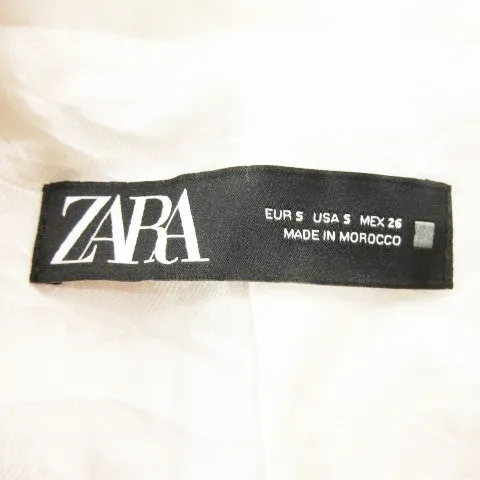 ZARA
EUR S USA S MEX 26
MADE IN MOROCCO